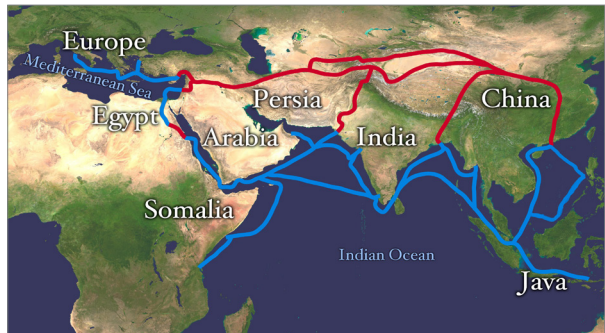 Europe
Mediterranean Sea
Egypt
Persia
China
Arabia
India
Somalia
Indian Ocean
Java